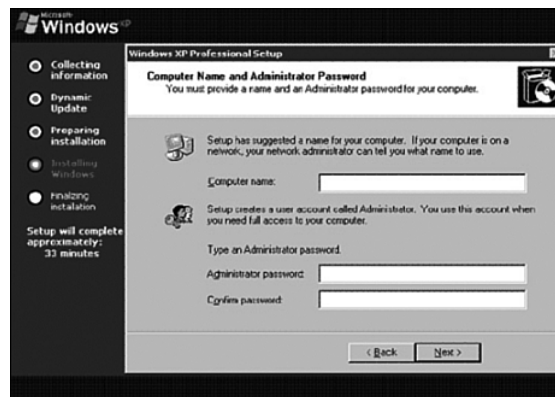 Microsoft
Windows xp
Collecting
information
Dynamic
Update
Preparing
installation
Installing
Windows
Finalizing
installation
Setup will complete
approximately:
33 minutes
Windows XP Professional Setup
Computer Name and Administrator Password
You must provide a name and an Administrator password for your computer.
Setup has suggested a name for your computer. If your computer is on a
network, your network administrator can tell you what name to use.
Computer name:
Setup creates a user account called Administrator. You use this account when
you need full access to your computer.
Type an Administrator password.
Administrator password:
Confirm password:
< Back
Next >